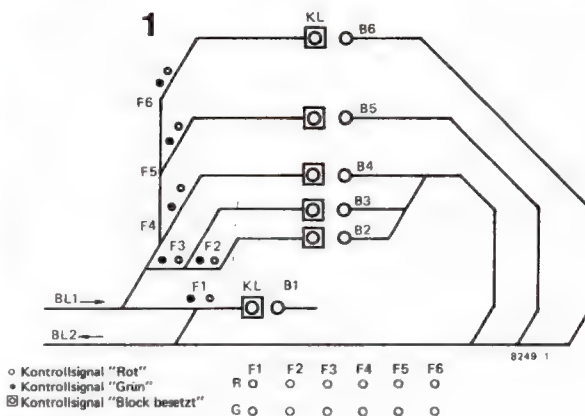 1
KL
B6
F6
B5
F5
B4
B3
F4
F3
F2
B2
F1
KL
B1
BL1
BL2
8249 1
Kontrollsignal "Rot"
Kontrollsignal "Grün"
Kontrollsignal "Block besetzt"
F1 F2 F3 F4 F5 F6
R
G